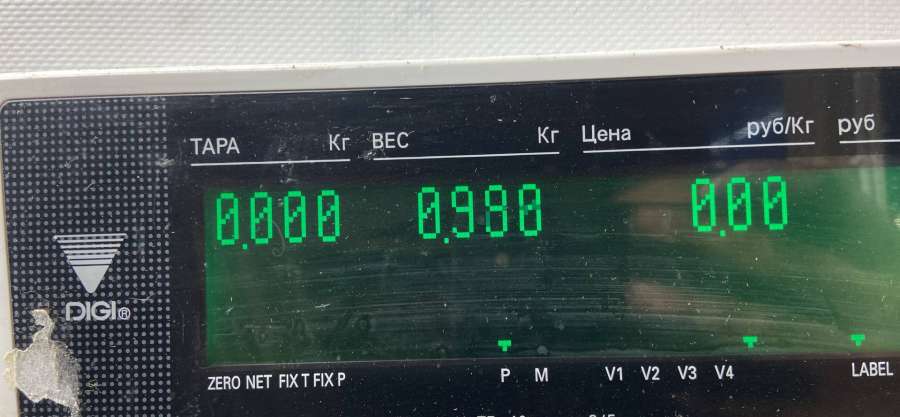 ТАРА Кг ВЕС Кг Цена руб/Кг руб
0.000 0.980 0.00
DIGI®
ZERO NET FIX T FIX P P M V1 V2 V3 V4 LABEL